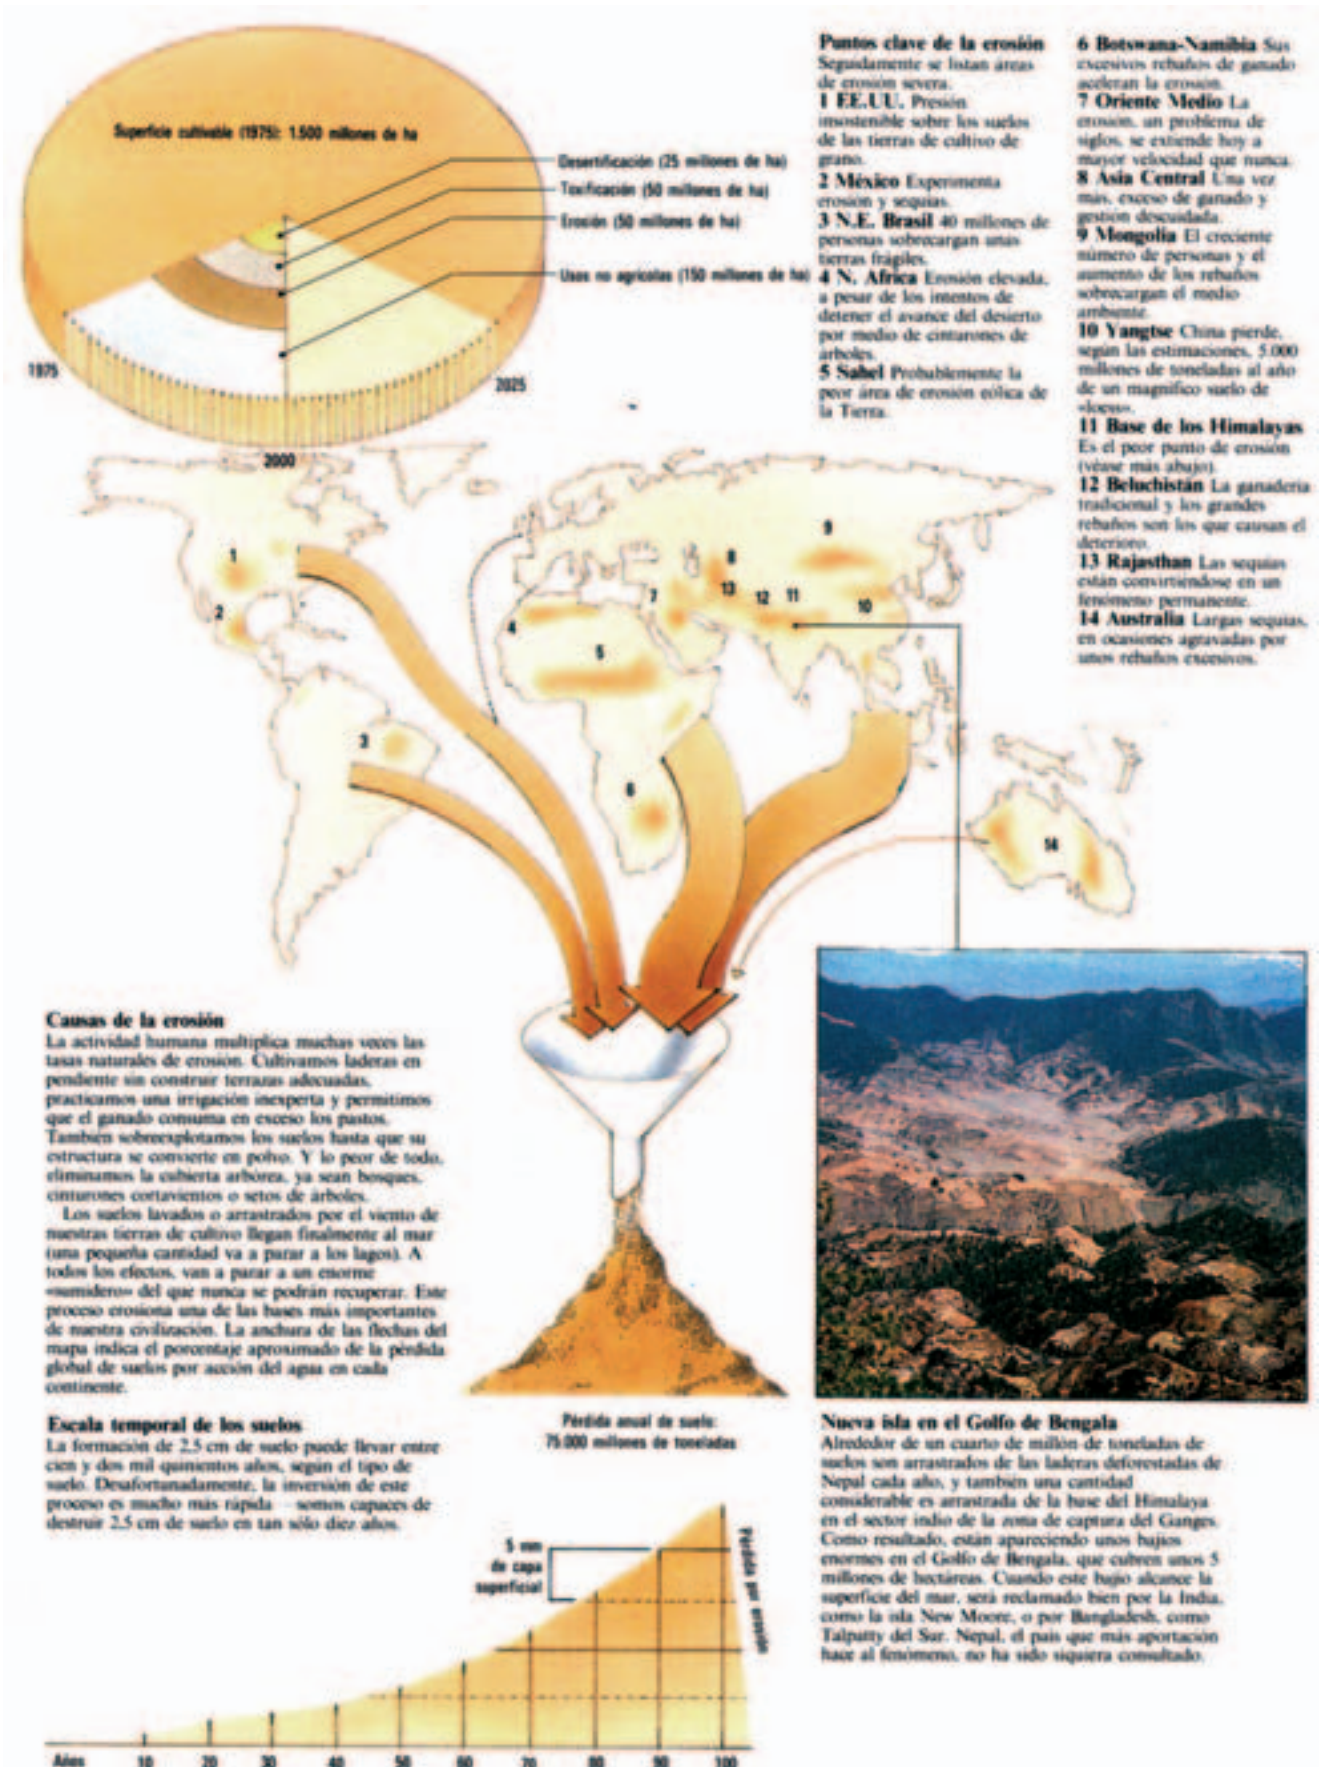 Superficie cultivable (1975): 1.500 millones de ha
Desertificación (25 millones de ha)
Toxificación (50 millones de ha)
Eroción (50 millones de ha)
Usos no agrícolas (150 millones de ha)
1975
2025
2000
Puntos clave de la erosión
Seguidamente se listan áreas
de erosión severa.
1 EE.UU. Presión
insostenible sobre los suelos
de las tierras de cultivo de
grano.
2 México Experimenta
erosión y sequías.
3 N.E. Brasil 40 millones de
personas sobrecargan unas
tierras frágiles.
4 N. Africa Erosión elevada,
a pesar de los intentos de
detener el avance del desierto
por medio de cinturones de
árboles.
5 Sahel Probablemente la
peor área de erosión eólica de
la Tierra.
6 Botswana-Namibia Sus
excesivos rebaños de ganado
aceleran la erosión.
7 Oriente Medio La
erosión, un problema de
siglos, se extiende hoy a
mayor velocidad que nunca.
8 Asia Central Una vez
más, exceso de ganado y
gestión descuidada.
9 Mongolia El creciente
número de personas y el
aumento de los rebaños
sobrecargan el medio
ambiente.
10 Yangtse China pierde,
según las estimaciones, 5.000
millones de toneladas al año
de un magnífico suelo de
«loess».
11 Base de los Himalayas
Es el peor punto de erosión
(véase más abajo).
12 Beluchistán La ganadería
tradicional y los grandes
rebaños son los que causan el
deterioro.
13 Rajasthan Las sequías
están convirtiéndose en un
fenómeno permanente.
14 Australia Largas sequías,
en ocasiones agravadas por
unos rebaños excesivos.
1
2
3
4
5
6
7
8
13
12
11
9
10
14
Causas de la erosión
La actividad humana multiplica muchas veces las
tasas naturales de erosión. Cultivamos laderas en
pendiente sin construir terrazas adecuadas,
practicamos una irrigación inexperta y permitimos
que el ganado consuma en exceso los pastos.
También sobreexplotamos los suelos hasta que su
estructura se convierte en polvo. Y lo peor de todo,
eliminamos la cubierta arbórea, ya sean bosques,
cinturones cortavientos o setos de árboles.
Los suelos lavados o arrastrados por el viento de
nuestras tierras de cultivo llegan finalmente al mar
(una pequeña cantidad va a parar a los lagos). A
todos los efectos, van a parar a un enorme
«sumidero» del que nunca se podrán recuperar. Este
proceso erosiona una de las bases más importantes
de nuestra civilización. La anchura de las flechas del
mapa indica el porcentaje aproximado de la pérdida
global de suelos por acción del agua en cada
continente.
Escala temporal de los suelos
La formación de 2,5 cm de suelo puede llevar entre
cien y dos mil quinientos años, según el tipo de
suelo. Desafortunadamente, la inversión de este
proceso es mucho más rápida — somos capaces de
destruir 2,5 cm de suelo en tan sólo diez años.
Pérdida anual de suelo:
75.000 millones de toneladas
Nueva isla en el Golfo de Bengala
Alrededor de un cuarto de millón de toneladas de
suelos son arrastrados de las laderas deforestadas de
Nepal cada año, y también una cantidad
considerable es arrastrada de la base del Himalaya
en el sector indio de la zona de captura del Ganges.
Como resultado, están apareciendo unos bajíos
enormes en el Golfo de Bengala, que cubren unos 5
millones de hectáreas. Cuando este bajío alcance la
superficie del mar, será reclamado bien por la India,
como la isla New Moore, o por Bangladesh, como
Talpatty del Sur. Nepal, el país que más aportación
hace al fenómeno, no ha sido siquiera consultado.
5 mm
de capa
superficial
Pérdida por erosión
Años
10
20
30
40
50
60
70
80
90
100